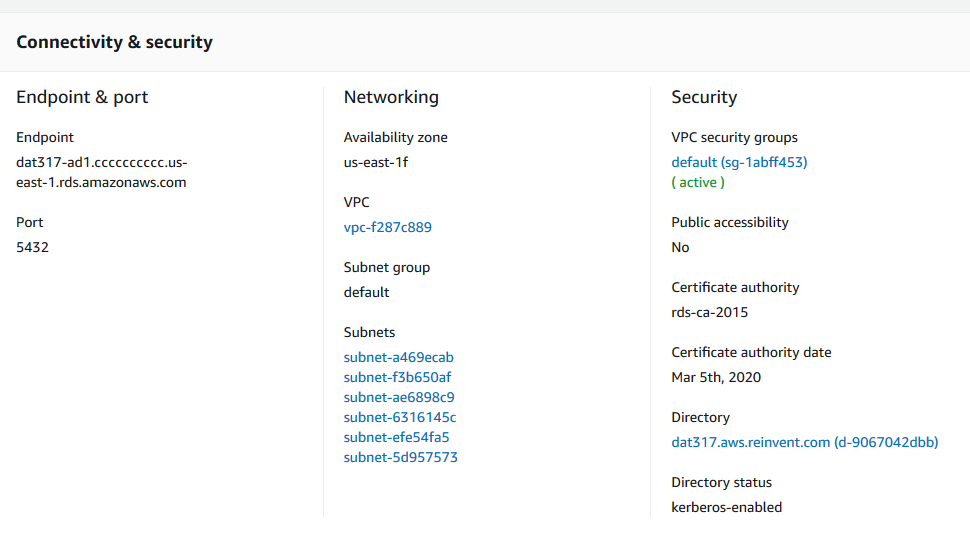 Connectivity & security
Endpoint & port
Endpoint
dat317-ad1.cccccccccc.us-
east-1.rds.amazonaws.com
Port
5432
Networking
Availability zone
us-east-1f
VPC
vpc-f287c889
Subnet group
default
Subnets
subnet-a469ecab
subnet-f3b650af
subnet-ae6898c9
subnet-6316145c
subnet-efe54fa5
subnet-5d957573
Security
VPC security groups
default (sg-1abff453)
( active )
Public accessibility
No
Certificate authority
rds-ca-2015
Certificate authority date
Mar 5th, 2020
Directory
dat317.aws.reinvent.com (d-9067042dbb)
Directory status
kerberos-enabled